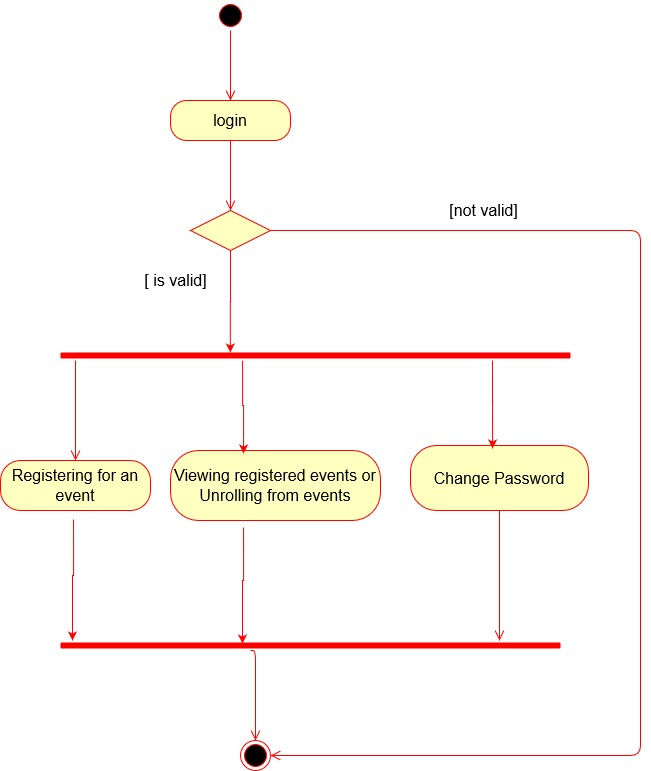 login
[not valid]
[ is valid]
Registering for an
event
Viewing registered events or
Unrolling from events
Change Password